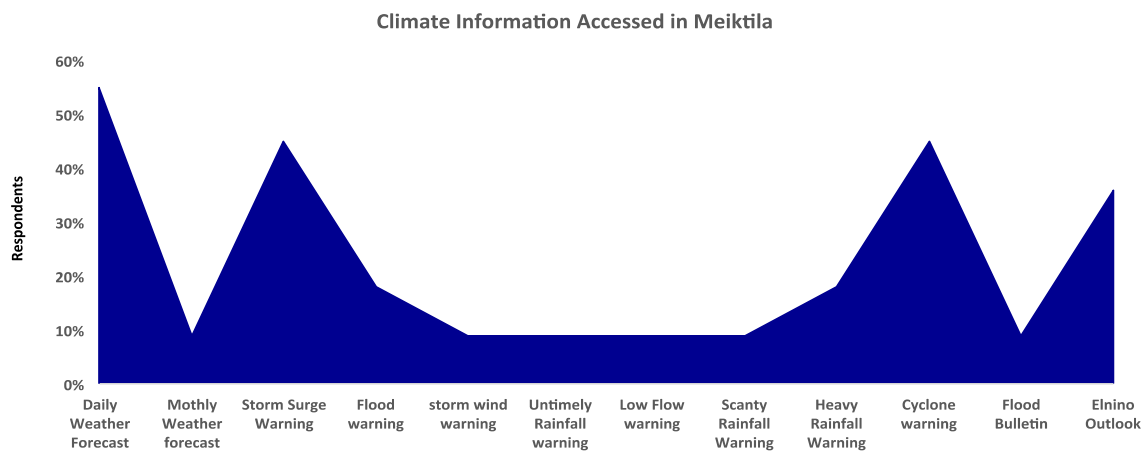 Climate Information Accessed in Meiktila
60%
50%
40%
30%
20%
10%
0%
Respondents
Daily
Weather
Forecast
Mothly
Weather
forecast
Storm Surge
Warning
Flood
warning
storm wind
warning
Untimely
Rainfall
warning
Low Flow
warning
Scanty
Rainfall
Warning
Heavy
Rainfall
Warning
Cyclone
warning
Flood
Bulletin
Elnino
Outlook